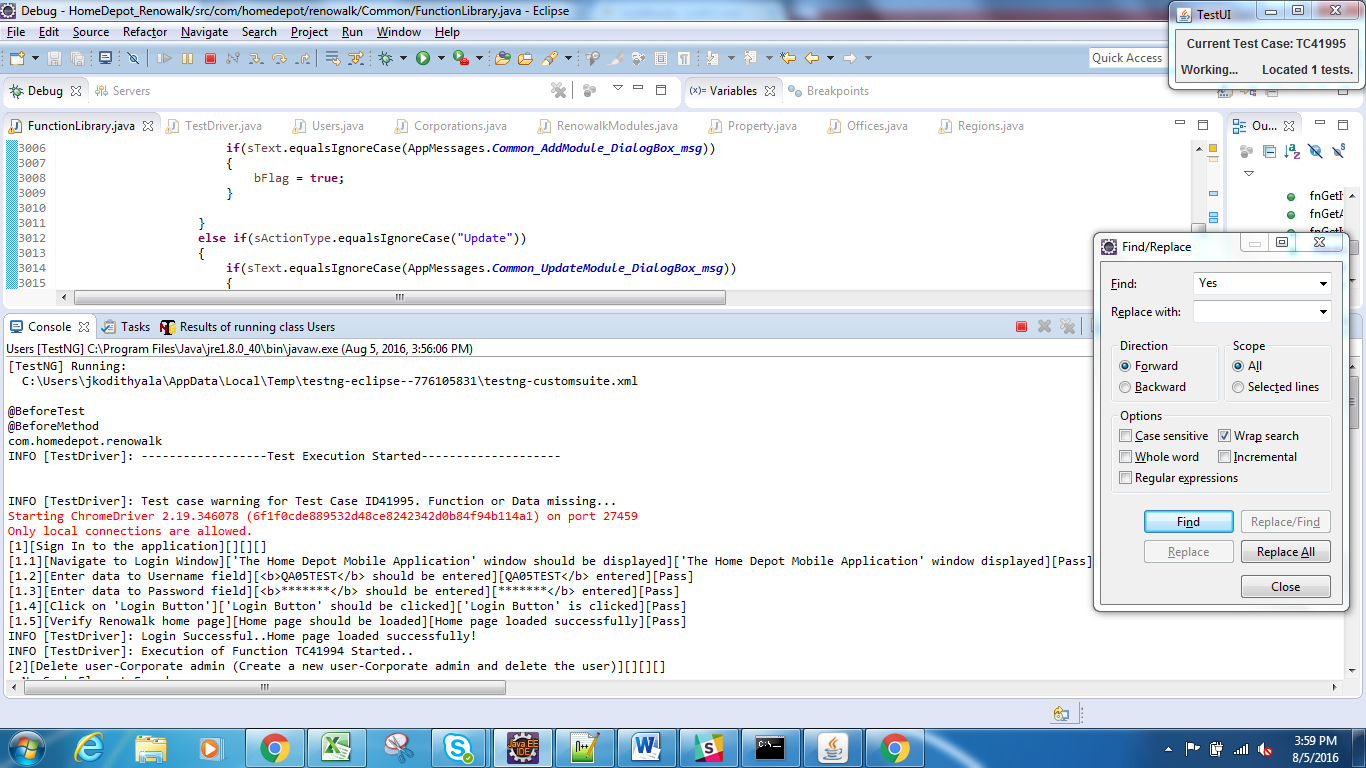 Debug - HomeDepot_Renowalk/src/com/homedepot/renowalk/Common/FunctionLibrary.java - Eclipse
File Edit Source Refactor Navigate Search Project Run Window Help
Quick Access
TestUI
Current Test Case: TC41995
Working... Located 1 tests.
Debug Servers
(x)= Variables Breakpoints
FunctionLibrary.java TestDriver.java Users.java Corporations.java RenowalkModules.java Property.java Offices.java Regions.java
Ou...
3006 if(sText.equalsIgnoreCase(AppMessages.Common_AddModule_DialogBox_msg))
3007 {
3008 bFlag = true;
3009 }
3010
3011 }
3012 else if(sActionType.equalsIgnoreCase("Update"))
3013 {
3014 if(sText.equalsIgnoreCase(AppMessages.Common_UpdateModule_DialogBox_msg))
3015 {
fnGetI
fnGetA
Console Tasks Results of running class Users
Users [TestNG] C:\Program Files\Java\jre1.8.0_40\bin\javaw.exe (Aug 5, 2016, 3:56:06 PM)
[TestNG] Running:
C:\Users\jkodithyala\AppData\Local\Temp\testng-eclipse--776105831\testng-customsuite.xml
@BeforeTest
@BeforeMethod
com.homedepot.renowalk
INFO [TestDriver]: ------------------Test Execution Started--------------------
INFO [TestDriver]: Test case warning for Test Case ID41995. Function or Data missing...
Starting ChromeDriver 2.19.346078 (6f1f0cde889532d48ce8242342d0b84f94b114a1) on port 27459
Only local connections are allowed.
[1][Sign In to the application][][][]
[1.1][Navigate to Login Window]['The Home Depot Mobile Application' window should be displayed]['The Home Depot Mobile Application' window displayed][Pass]
[1.2][Enter data to Username field][<b>QA05TEST</b> should be entered][QA05TEST</b> entered][Pass]
[1.3][Enter data to Password field][<b>*******</b> should be entered][*******</b> entered][Pass]
[1.4][Click on 'Login Button']['Login Button' should be clicked]['Login Button' is clicked][Pass]
[1.5][Verify Renowalk home page][Home page should be loaded][Home page loaded successfully][Pass]
INFO [TestDriver]: Login Successful..Home page loaded successfully!
INFO [TestDriver]: Execution of Function TC41994 Started..
[2][Delete user-Corporate admin (Create a new user-Corporate admin and delete the user)][][][]
Find/Replace
Find: Yes
Replace with:
Direction
Forward
Backward
Scope
All
Selected lines
Options
Case sensitive Wrap search
Whole word Incremental
Regular expressions
Find Replace/Find
Replace Replace All
Close
Java EE
IDE
3:59 PM
8/5/2016